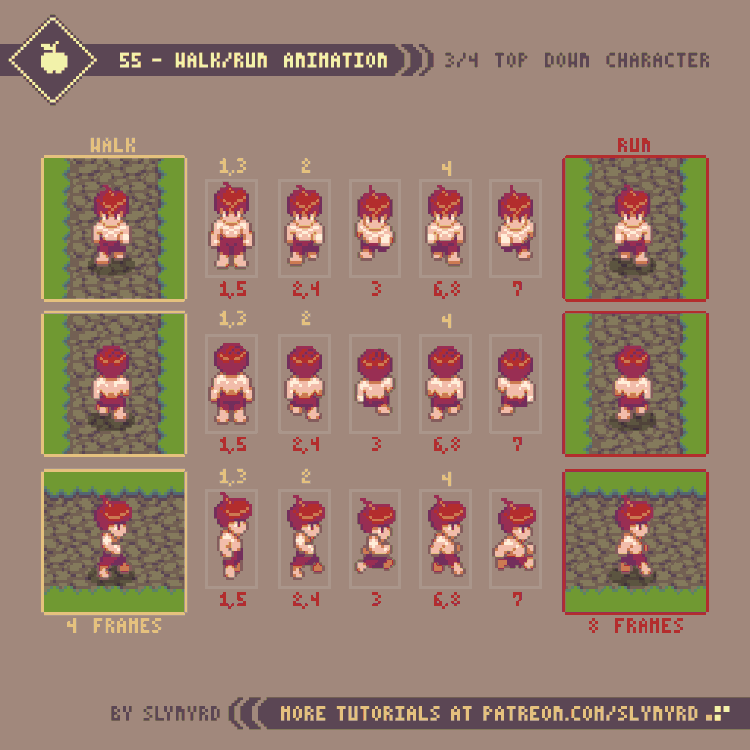 55 - WALK/RUN ANIMATION 3/4 TOP DOWN CHARACTER
WALK
RUN
1,3 2 4
1,5 2,4 3 6,8 7
1,3 2 4
1,5 2,4 3 6,8 7
1,3 2 4
1,5 2,4 3 6,8 7
4 FRAMES
8 FRAMES
BY SLYNYRD MORE TUTORIALS AT PATREON.COM/SLYNYRD